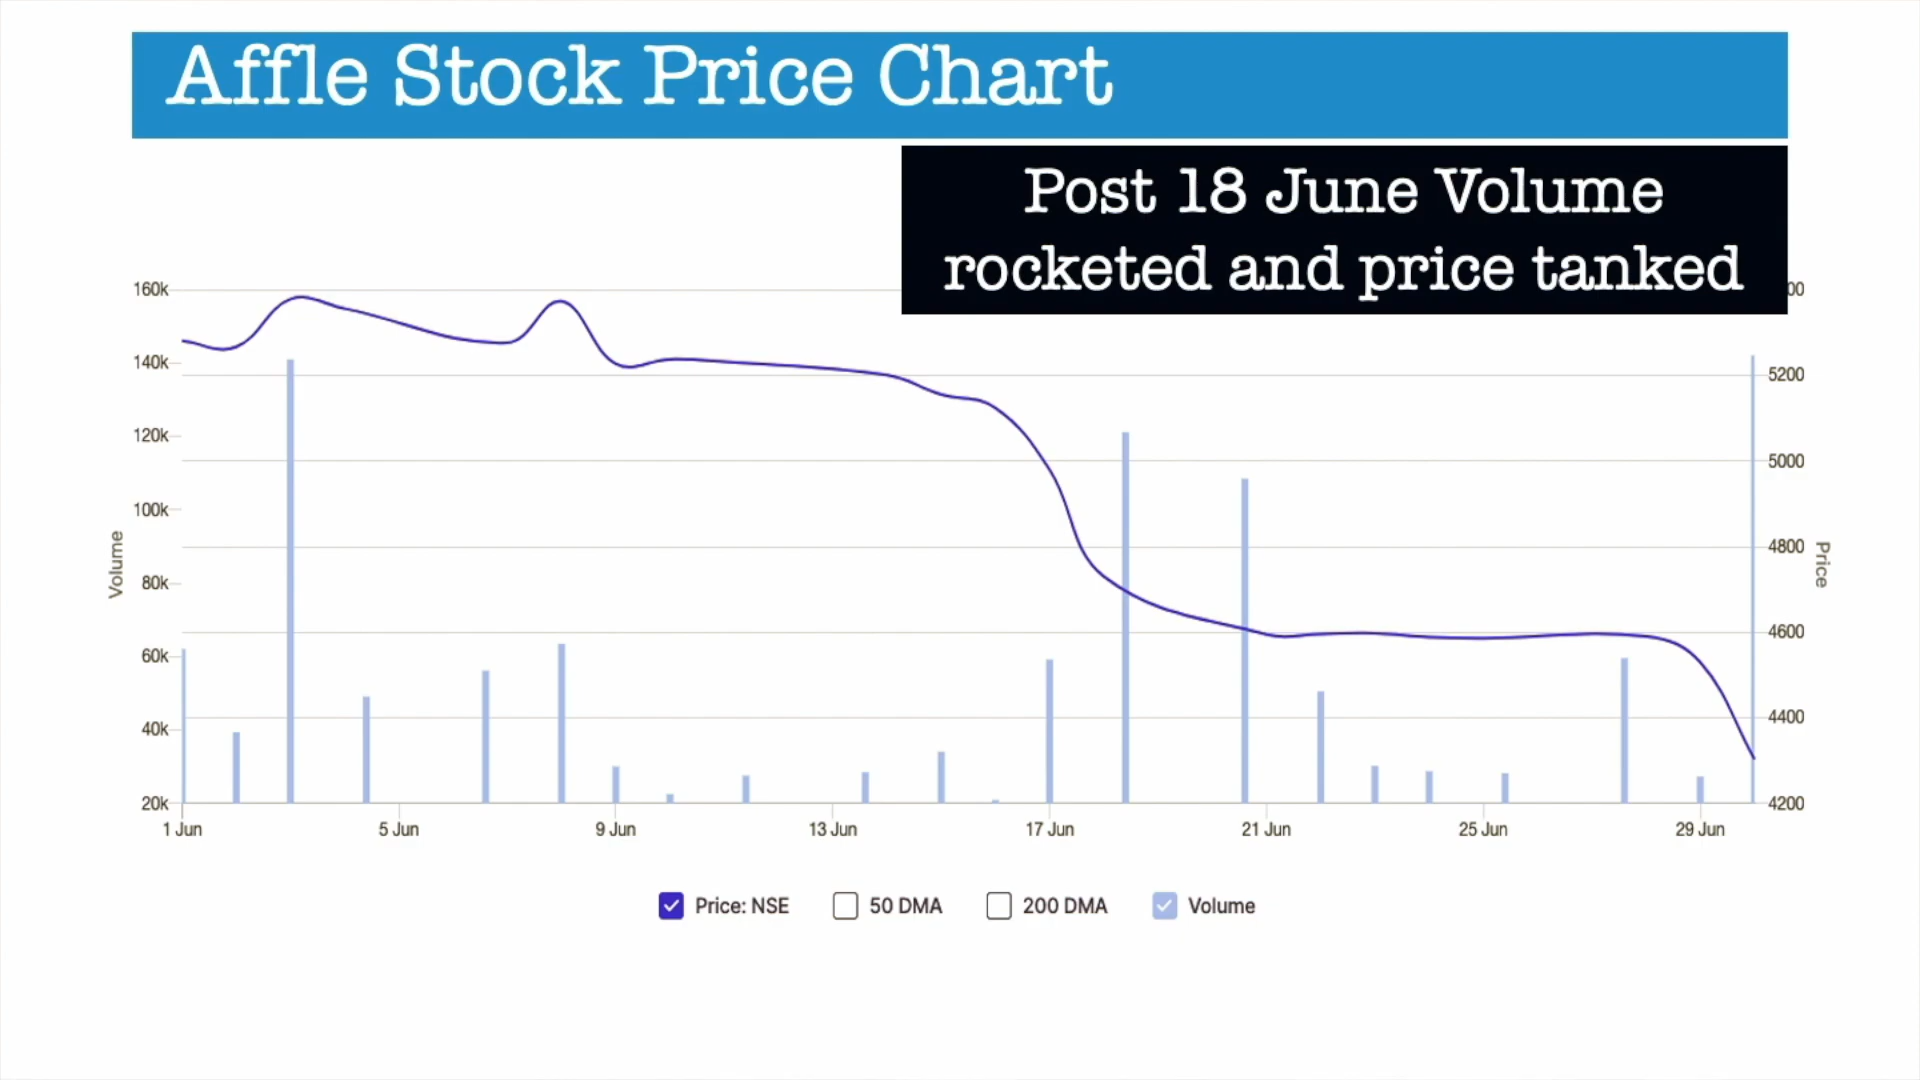 Affle Stock Price Chart
Post 18 June Volume
rocketed and price tanked
160k
140k
120k
100k
80k
60k
40k
20k
Volume
00
5200
5000
4800
4600
4400
4200
Price
1 Jun
5 Jun
9 Jun
13 Jun
17 Jun
21 Jun
25 Jun
29 Jun
Price: NSE
50 DMA
200 DMA
Volume